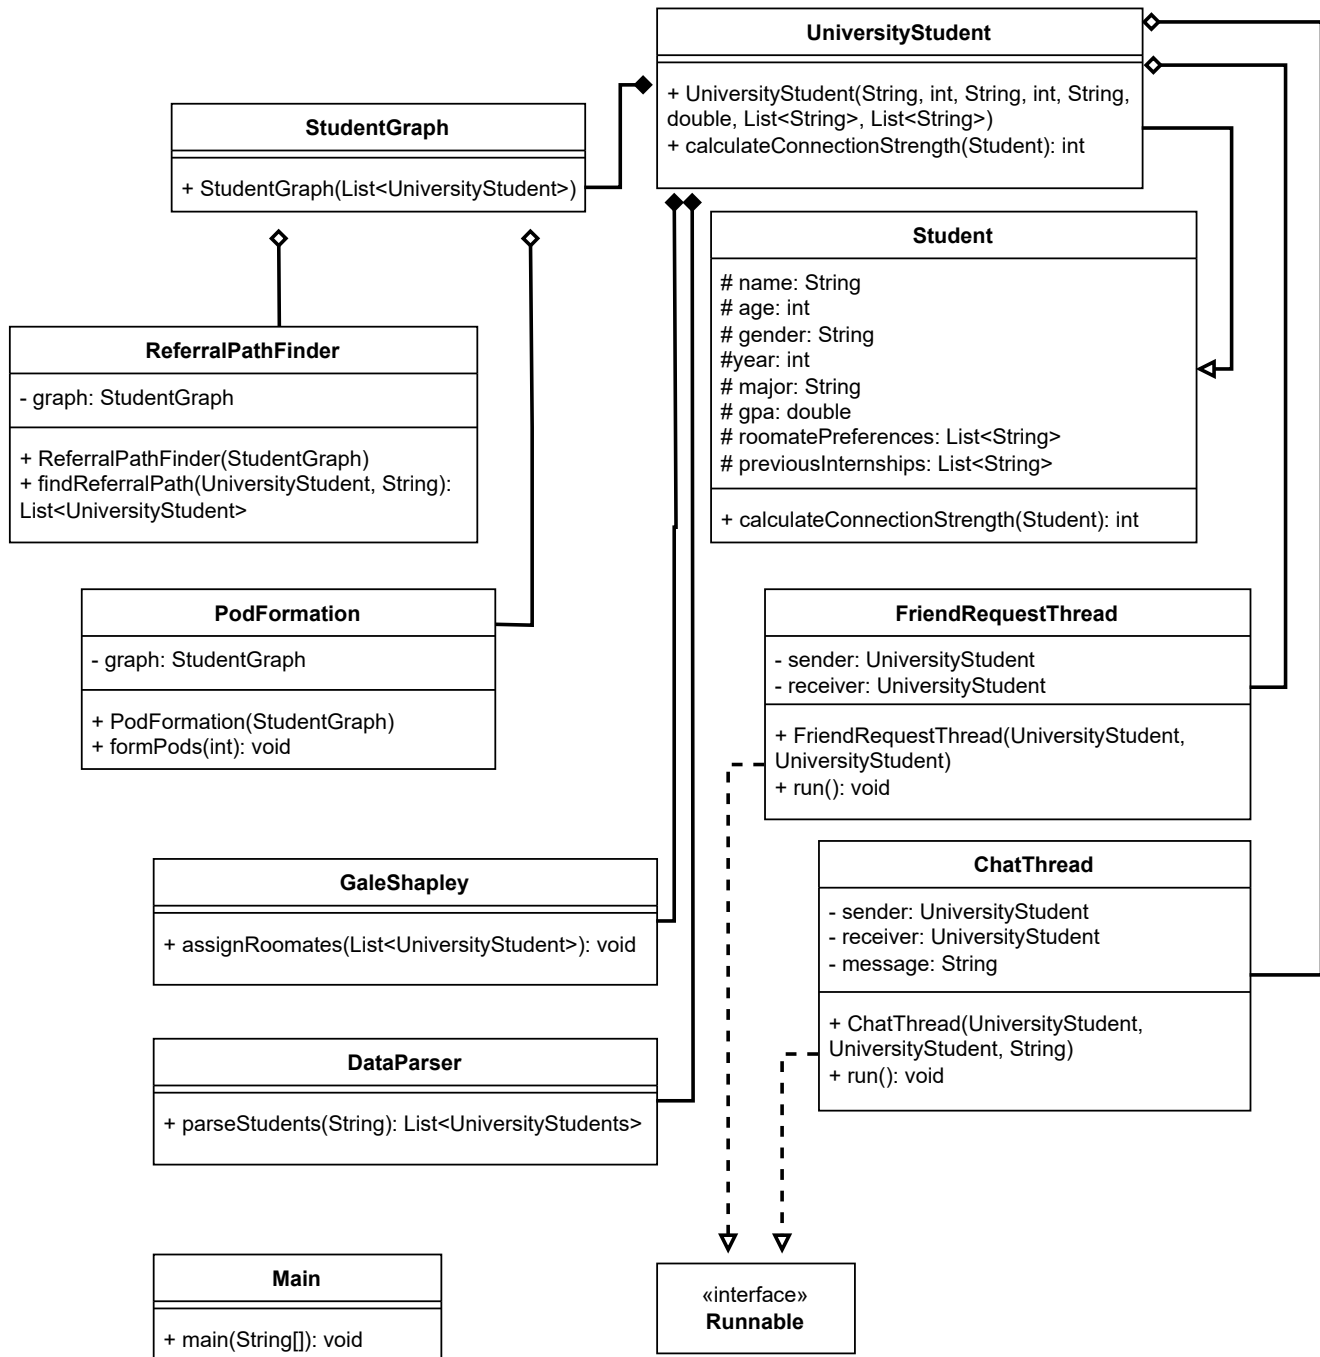 UniversityStudent
+ UniversityStudent(String, int, String, int, String,
double, List<String>, List<String>)
+ calculateConnectionStrength(Student): int
StudentGraph
+ StudentGraph(List<UniversityStudent>)
Student
# name: String
# age: int
# gender: String
#year: int
# major: String
# gpa: double
# roomatePreferences: List<String>
# previousInternships: List<String>
+ calculateConnectionStrength(Student): int
ReferralPathFinder
- graph: StudentGraph
+ ReferralPathFinder(StudentGraph)
+ findReferralPath(UniversityStudent, String):
List<UniversityStudent>
PodFormation
- graph: StudentGraph
+ PodFormation(StudentGraph)
+ formPods(int): void
FriendRequestThread
- sender: UniversityStudent
- receiver: UniversityStudent
+ FriendRequestThread(UniversityStudent,
UniversityStudent)
+ run(): void
GaleShapley
+ assignRoomates(List<UniversityStudent>): void
ChatThread
- sender: UniversityStudent
- receiver: UniversityStudent
- message: String
+ ChatThread(UniversityStudent,
UniversityStudent, String)
+ run(): void
DataParser
+ parseStudents(String): List<UniversityStudents>
Main
+ main(String[]): void
«interface»
Runnable